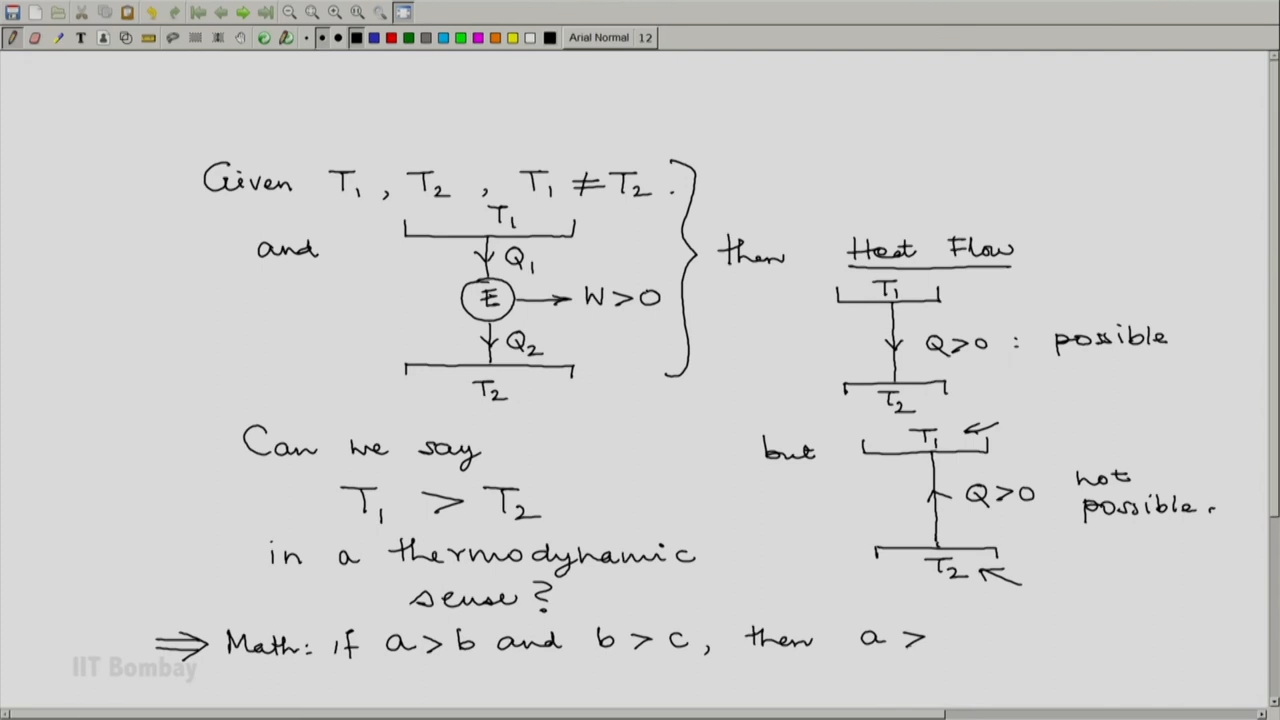 Arial Normal 12
Given T₁ , T₂ , T₁ ≠ T₂ .
and
T₁
Q₁
E
W > 0
Q₂
T₂
then
Heat Flow
T₁
Q > 0 : possible
T₂
but
T₁
Q > 0
not
possible.
T₂
Can we say
T₁ > T₂
in a thermodynamic
sense?
⇒ Math: if a > b and b > c, then a >
IIT Bombay